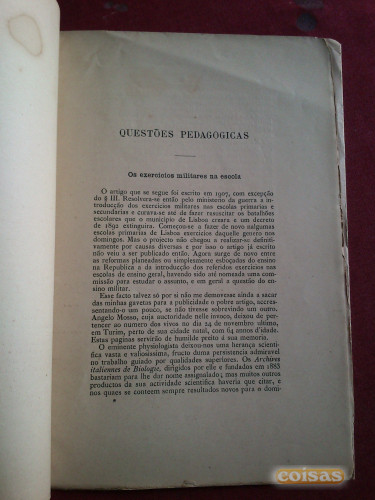 QUESTÕES PEDAGÓGICAS
Os exercicios militares na escola
O artigo que se segue foi escrito em 1907, com excepção
do § III. Resolvera-se então pelo ministerio da guerra a in-
troducção dos exercicios militares nas escolas primarias e
secundarias e curava-se até da fazer resuscitar os batalhões
escolares que o municipio de Lisboa creara e um decreto
de 1892 extinguira. Começou-se a fazer de novo nalgumas
escolas primarias de Lisboa exercicios daquelle genero nos
domingos. Mas o projecto não chegou a realizar-se definiti-
vamente por causas diversas e por isso o artigo já escrito
não veio a ser publicado então. Agora surge de novo entre
as reformas planeadas ou simplesmente esboçadas do ensino
na Republica a da introducção dos referidos exercicios nas
escolas de ensino geral, havendo sido até nomeada uma com-
missão para estudar o assunto, e em geral a questão do en-
sino militar.
Esse facto talvez só por si não me demovesse ainda a sacar
das minhas gavetas para a publicidade o pobre artigo, accres-
sentando-o um pouco, se não tivesse sobrevindo um outro.
Angelo Mosso, cuja auctoridade nelle invoco, deixou de per-
tencer ao numero dos vivos no dia 24 de novembro ultimo,
em Turim, perto de sua cidade natal, com 64 annos d'idade.
Estas paginas servirão de humilde preito á sua memoria.
O eminente physiologista deixou-nos uma herança scienti-
fica vasta e valiosissima, fructo duma persistencia admiravel
no trabalho guiado por qualidades superiores. Os Archives
italiennes de Biologie, dirigidos por elle e fundados em 1883
bastariam para lhe dar nome assignalado; mas muitos outros
productos da sua actividade scientifica haveria que citar, e
nos quaes se conteem sempre resultados novos para o domi-
*
coisas